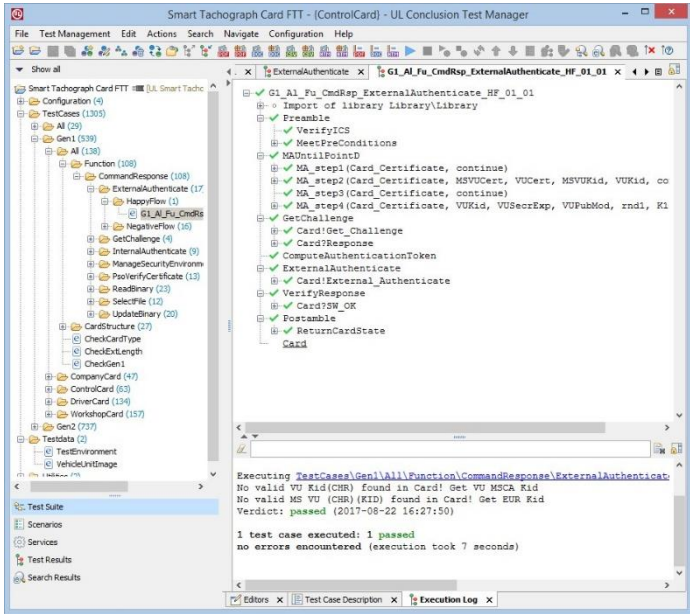 Smart Tachograph Card FTT - {ControlCard} - UL Conclusion Test Manager
File Test Management Edit Actions Search Navigate Configuration Help
Show all
Smart Tachograph Card FTT [UL Smart Tacho
Configuration (4)
TestCases (1305)
All (29)
Gen1 (539)
All (138)
Function (108)
CommandResponse (108)
ExternalAuthenticate (17)
HappyFlow (1)
G1_Al_Fu_CmdRs
NegativeFlow (16)
GetChallenge (4)
InternalAuthenticate (9)
ManageSecurityEnvironm
PsoVerifyCertificate (13)
ReadBinary (23)
SelectFile (12)
UpdateBinary (20)
CardStructure (27)
CheckCardType
CheckExtLength
CheckGen1
CompanyCard (47)
ControlCard (63)
DriverCard (134)
WorkshopCard (157)
Gen2 (737)
Testdata (2)
TestEnvironment
VehicleUnitImage
Utilities (2)
Test Suite
Scenarios
Services
Test Results
Search Results
ExternalAuthenticate
G1_Al_Fu_CmdRsp_ExternalAuthenticate_HF_01_01
G1_Al_Fu_CmdRsp_ExternalAuthenticate_HF_01_01
Import of library Library\Library
Preamble
VerifyICS
MeetPreConditions
MAUntilPointD
MA_step1(Card_Certificate, continue)
MA_step2(Card_Certificate, MSVUCert, VUCert, MSVUKid, VUKid, co
MA_step3(Card_Certificate, continue)
MA_step4(Card_Certificate, VUKid, VUSecrExp, VUPubMod, rnd1, K1
GetChallenge
Card!Get_Challenge
Card?Response
ComputeAuthenticationToken
ExternalAuthenticate
Card!External_Authenticate
VerifyResponse
Card?SW_OK
Postamble
ReturnCardState
Card
Executing TestCases\Gen1\All\Function\CommandResponse\ExternalAuthenticate
No valid VU Kid(CHR) found in Card! Get VU MSCA Kid
No valid MS VU (CHR)(KID) found in Card! Get EUR Kid
Verdict: passed (2017-08-22 16:27:50)
1 test case executed: 1 passed
no errors encountered (execution took 7 seconds)
Editors
Test Case Description
Execution Log